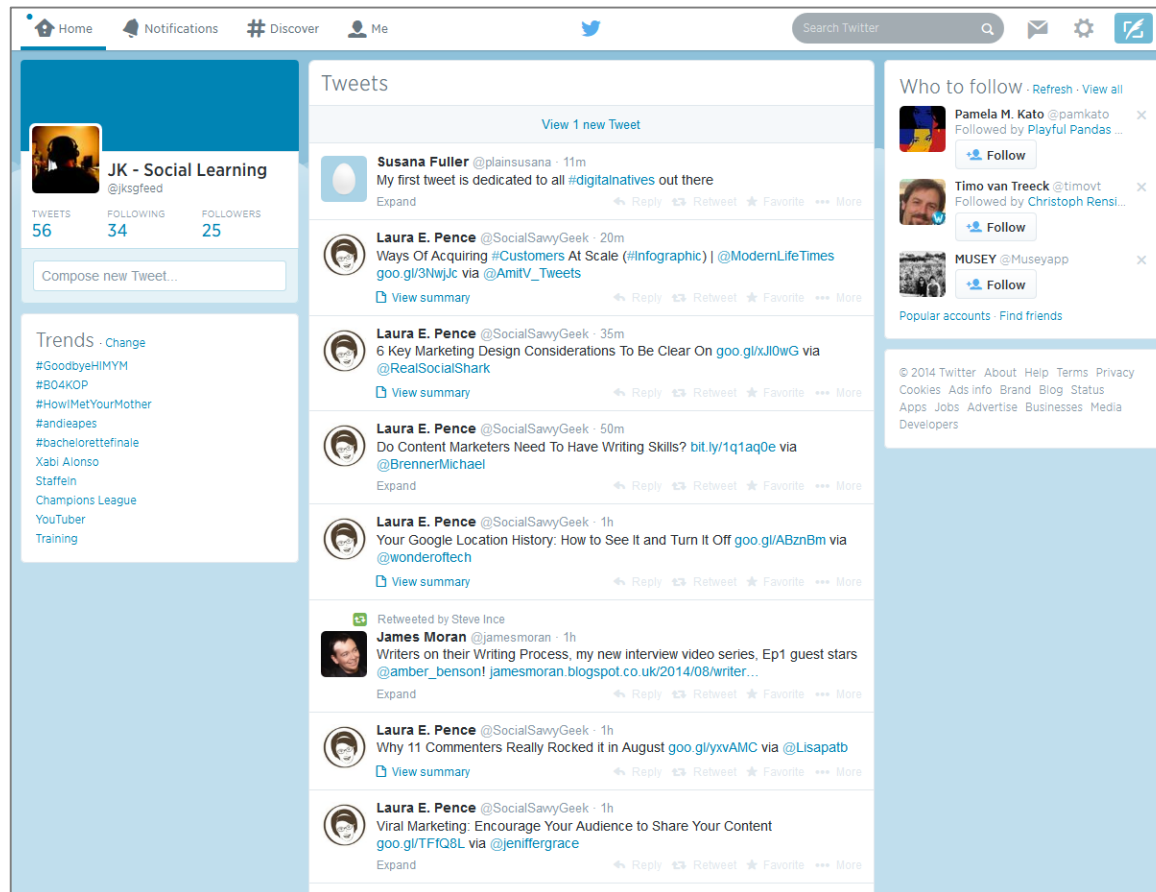 Home Notifications Discover Me Search Twitter
JK - Social Learning
@jksgfeed
TWEETS FOLLOWING FOLLOWERS
56 34 25
Compose new Tweet...
Trends · Change
#GoodbyeHIMYM
#B04KOP
#HowIMetYourMother
#andieapes
#bachelorettefinale
Xabi Alonso
Staffeln
Champions League
YouTuber
Training
Tweets
View 1 new Tweet
Susana Fuller @plainsusana · 11m
My first tweet is dedicated to all #digitalnatives out there
Expand Reply Retweet Favorite More
Laura E. Pence @SocialSavvyGeek · 20m
Ways Of Acquiring #Customers At Scale (#Infographic) | @ModernLifeTimes
goo.gl/3NwjJc via @AmitV_Tweets
View summary Reply Retweet Favorite More
Laura E. Pence @SocialSavvyGeek · 35m
6 Key Marketing Design Considerations To Be Clear On goo.gl/xJl0wG via
@RealSocialShark
View summary Reply Retweet Favorite More
Laura E. Pence @SocialSavvyGeek · 50m
Do Content Marketers Need To Have Writing Skills? bit.ly/1q1aq0e via
@BrennerMichael
Expand Reply Retweet Favorite More
Laura E. Pence @SocialSavvyGeek · 1h
Your Google Location History: How to See It and Turn It Off goo.gl/ABznBm via
@wonderoftech
View summary Reply Retweet Favorite More
Retweeted by Steve Ince
James Moran @jamesmoran · 1h
Writers on their Writing Process, my new interview video series, Ep1 guest stars
@amber_benson! jamesmoran.blogspot.co.uk/2014/08/writer...
Expand Reply Retweet Favorite More
Laura E. Pence @SocialSavvyGeek · 1h
Why 11 Commenters Really Rocked it in August goo.gl/yxvAMC via @Lisapatb
View summary Reply Retweet Favorite More
Laura E. Pence @SocialSavvyGeek · 1h
Viral Marketing: Encourage Your Audience to Share Your Content
goo.gl/TFfQ8L via @jeniffergrace
Expand Reply Retweet Favorite More
Who to follow · Refresh · View all
Pamela M. Kato @pamkato
Followed by Playful Pandas ...
Follow
Timo van Treeck @timovt
Followed by Christoph Rensi...
Follow
MUSEY @Museyapp
Follow
Popular accounts · Find friends
© 2014 Twitter About Help Terms Privacy
Cookies Ads info Brand Blog Status
Apps Jobs Advertise Businesses Media
Developers